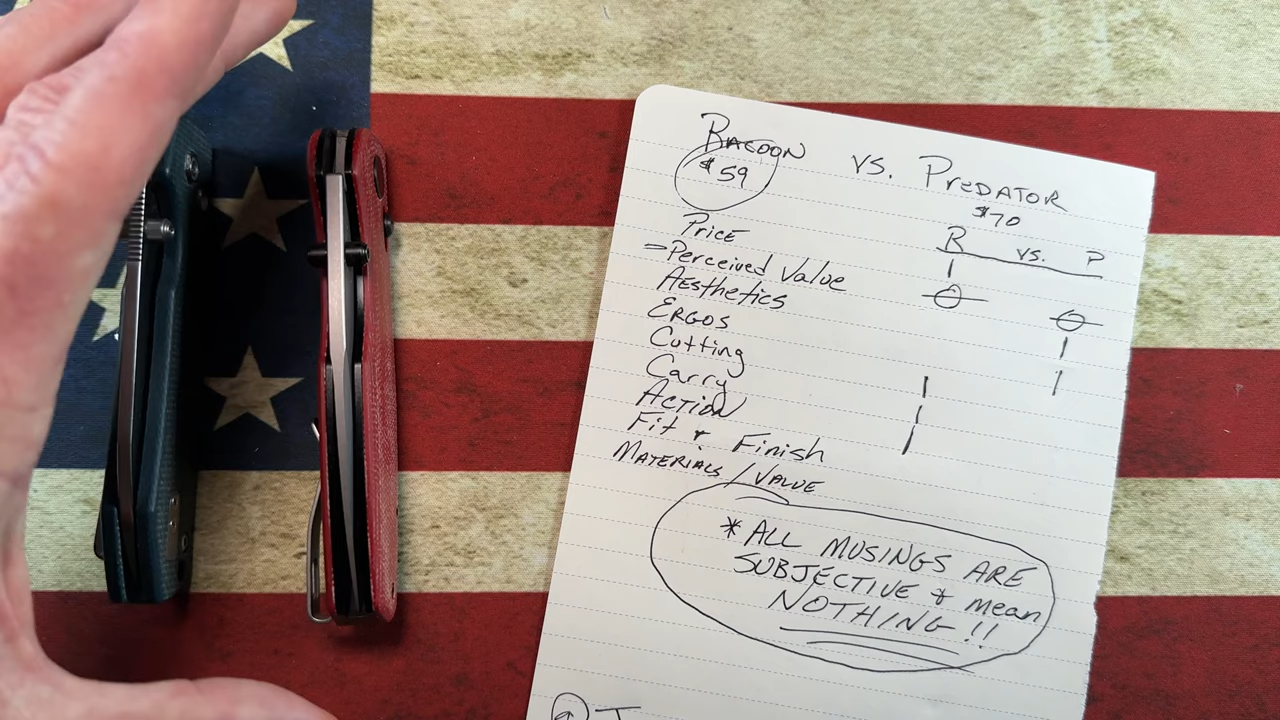 RACOON VS. PREDATOR
$59 $70
R VS. P
Price
- Perceived Value
Aesthetics
ERGOS
Cutting
Carry
ACTION
Fit & Finish
MATERIALS / VALUE
* ALL MUSINGS ARE
SUBJECTIVE & mean
NOTHING !!